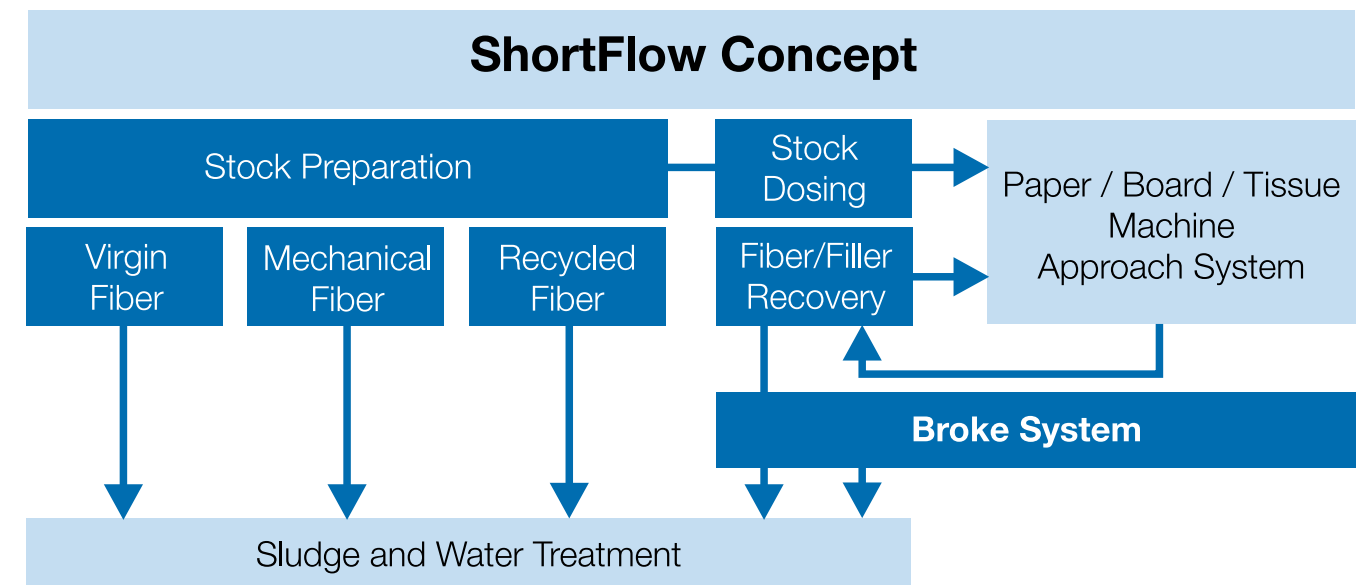 ShortFlow Concept
Stock Preparation
Stock
Dosing
Paper / Board / Tissue
Machine
Approach System
Virgin
Fiber
Mechanical
Fiber
Recycled
Fiber
Fiber/Filler
Recovery
Broke System
Sludge and Water Treatment